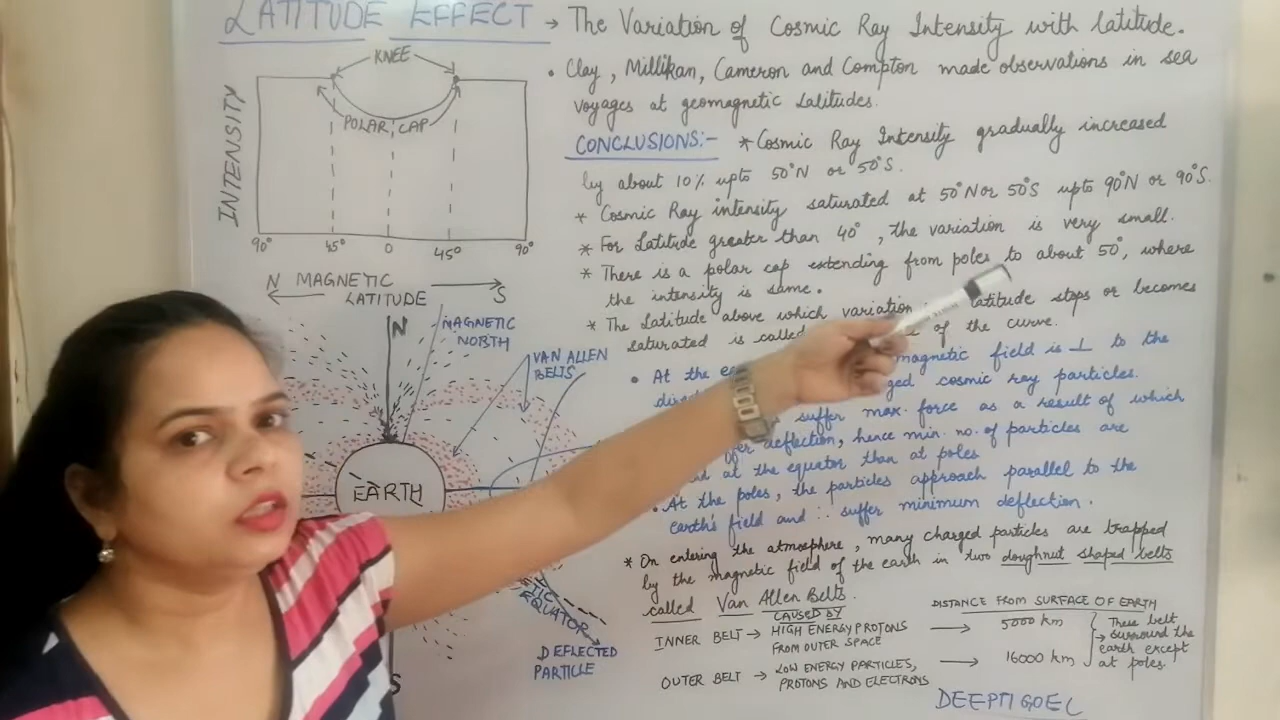 LATITUDE EFFECT → The Variation of Cosmic Ray Intensity with latitude.
• Clay, Millikan, Cameron and Compton made observations in sea
voyages at geomagnetic Latitudes.
CONCLUSIONS:- * Cosmic Ray Intensity gradually increased
by about 10% upto 50°N or 50°S.
* Cosmic Ray intensity saturated at 50°N or 50°S upto 90°N or 90°S.
* For Latitude greater than 40°, the variation is very small.
* There is a polar cap extending from poles to about 50°, where
the intensity is same.
* The Latitude above which variation latitude stops or becomes
saturated is called of the curve.
• At the magnetic field is ⊥ to the
cosmic ray particles.
suffer max. force as a result of which
deflection, hence min. no. of particles are
at the equator than at poles
• At the poles, the particles approach parallel to the
earth's field and ∴ suffer minimum deflection.
* On entering the atmosphere, many charged particles are trapped
by the magnetic field of the earth in two doughnut shaped belts
called Van Allen Belts.
CAUSED BY DISTANCE FROM SURFACE OF EARTH
INNER BELT → HIGH ENERGY PROTONS FROM OUTER SPACE → 5000 km
OUTER BELT → LOW ENERGY PARTICLES, PROTONS AND ELECTRONS → 16000 km
→ These belt
surround the
earth except
at poles
DEEPTI GOEL
KNEE
POLAR CAP
INTENSITY
90° 45° 0 45° 90°
N MAGNETIC LATITUDE S
N
MAGNETIC
NORTH
VAN ALLEN
BELTS
EARTH
EQUATOR
DEFLECTED
PARTICLE
S